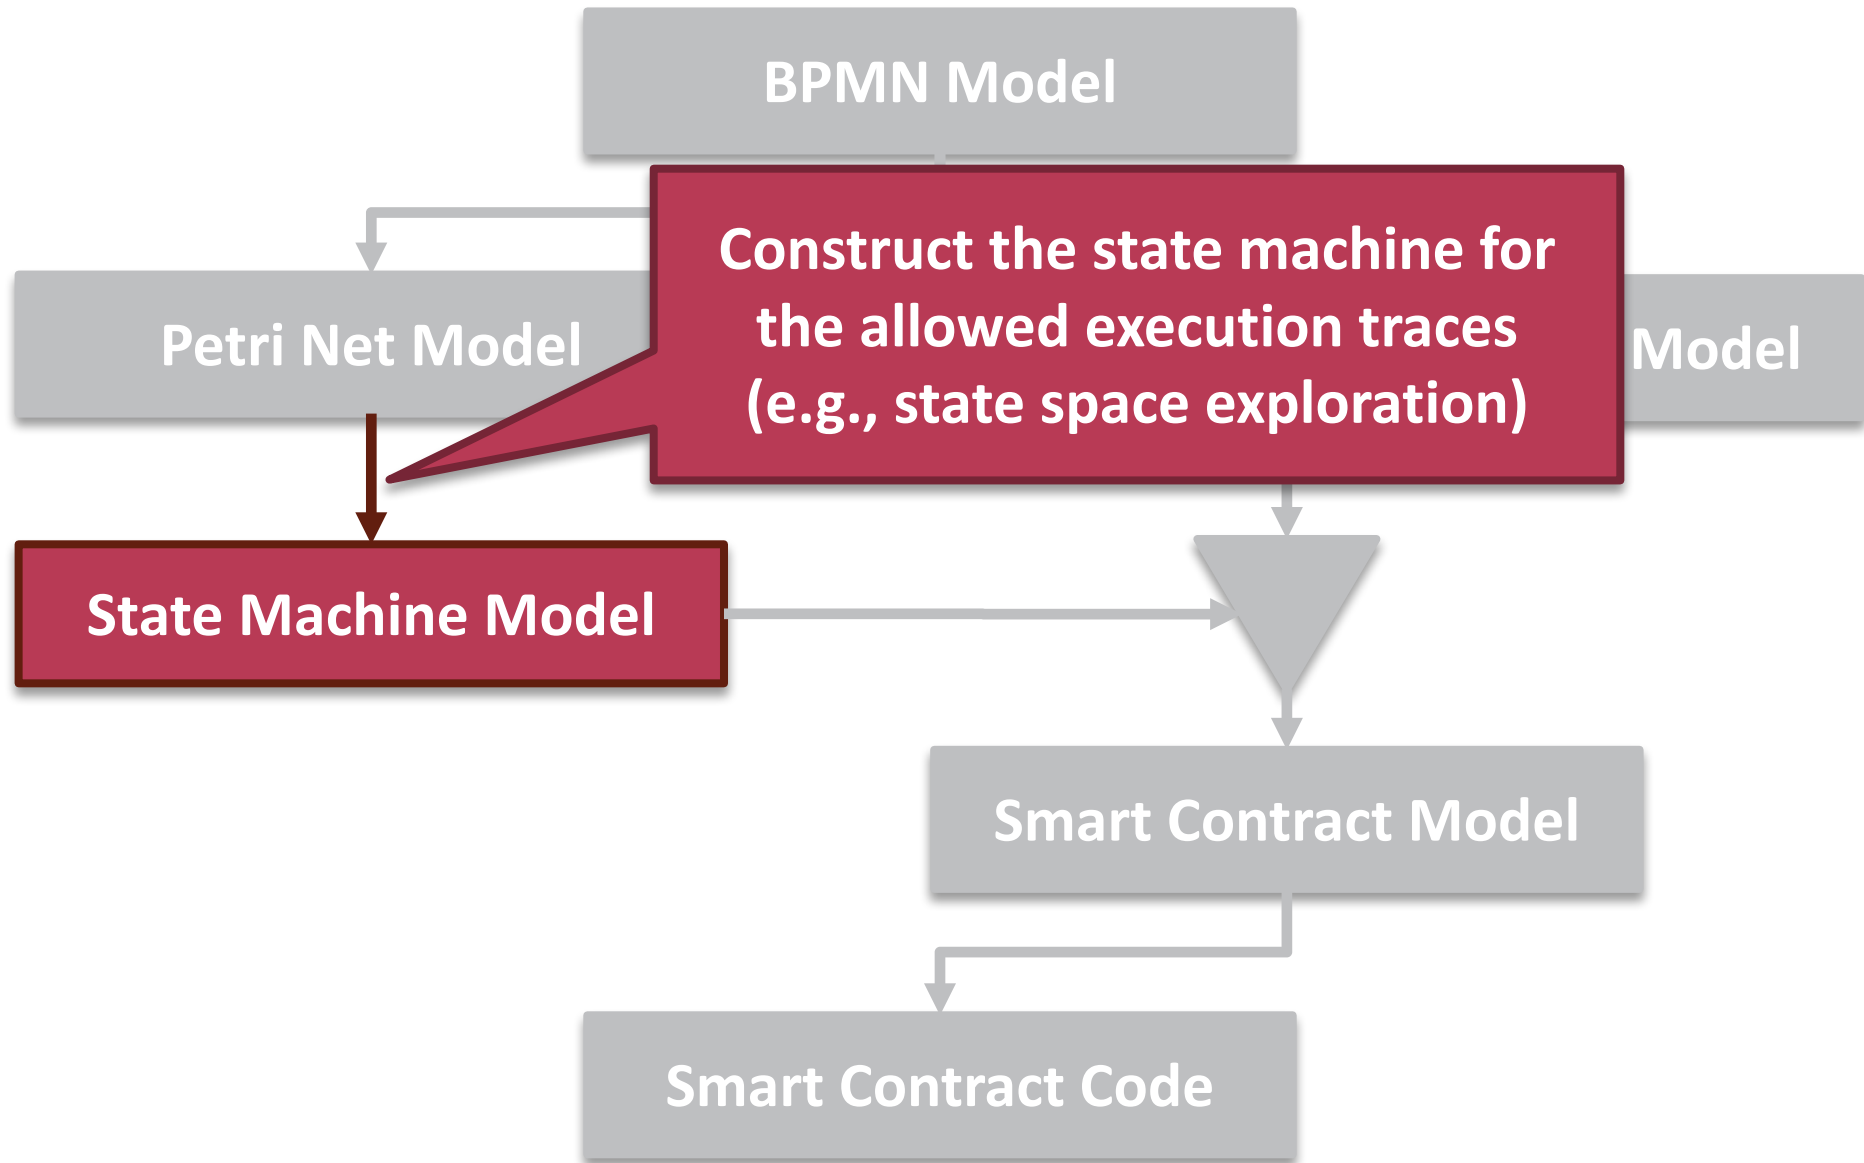 BPMN Model
Construct the state machine for
the allowed execution traces
(e.g., state space exploration)
Petri Net Model
Model
State Machine Model
Smart Contract Model
Smart Contract Code